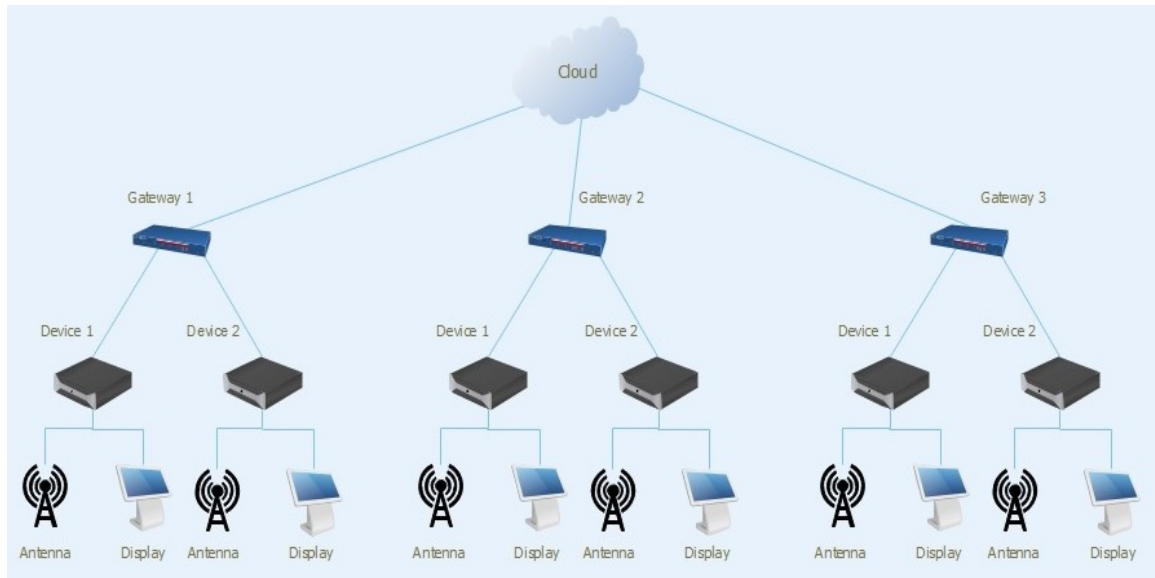 Cloud
Gateway 1
Gateway 2
Gateway 3
Device 1
Device 2
Device 1
Device 2
Device 1
Device 2
Antenna
Display
Antenna
Display
Antenna
Display
Antenna
Display
Antenna
Display
Antenna
Display